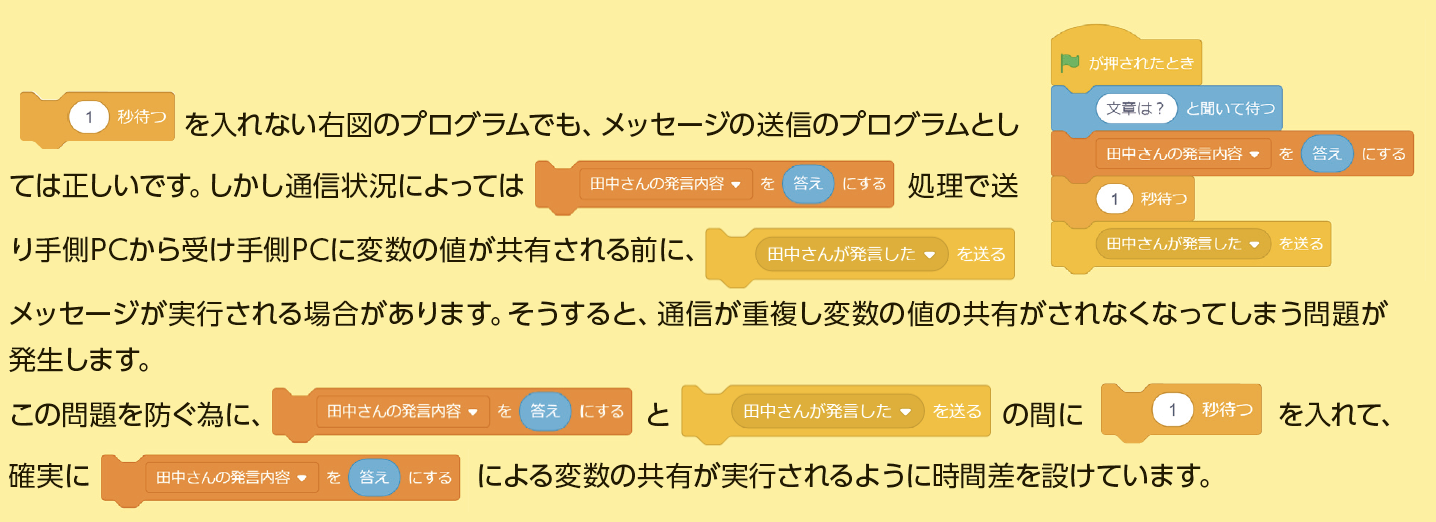 が押されたとき
文章は？ と聞いて待つ
田中さんの発言内容 を 答え にする
1 秒待つ
田中さんが発言した を送る
1 秒待つ を入れない右図のプログラムでも、メッセージの送信のプログラムとし
ては正しいです。しかし通信状況によっては 田中さんの発言内容 を 答え にする 処理で送
り手側PCから受け手側PCに変数の値が共有される前に、 田中さんが発言した を送る
メッセージが実行される場合があります。そうすると、通信が重複し変数の値の共有がされなくなってしまう問題が
発生します。
この問題を防ぐ為に、 田中さんの発言内容 を 答え にする と 田中さんが発言した を送る の間に 1 秒待つ を入れて、
確実に 田中さんの発言内容 を 答え にする による変数の共有が実行されるように時間差を設けています。